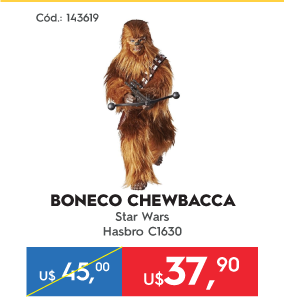 Cód.: 143619
BONECO CHEWBACCA
Star Wars
Hasbro C1630
U$ 45,00
U$37,90